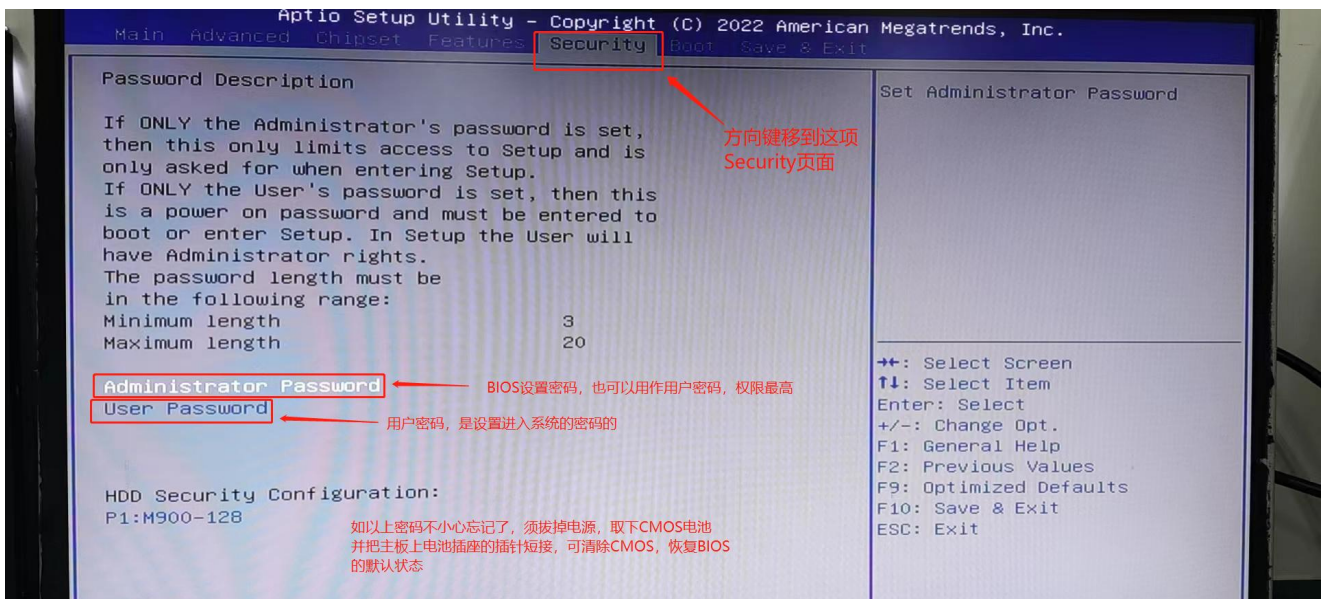 Aptio Setup Utility – Copyright (C) 2022 American Megatrends, Inc.
Main Advanced Chipset Features Security Boot Save & Exit
Password Description
If ONLY the Administrator's password is set,
then this only limits access to Setup and is
only asked for when entering Setup.
If ONLY the User's password is set, then this
is a power on password and must be entered to
boot or enter Setup. In Setup the User will
have Administrator rights.
The password length must be
in the following range:
Minimum length 3
Maximum length 20
Administrator Password
BIOS设置密码，也可以用作用户密码，权限最高
User Password
用户密码，是设置进入系统的密码的
HDD Security Configuration:
P1:M900-128
如以上密码不小心忘记了，须拔掉电源，取下CMOS电池
并把主板上电池插座的插针短接，可清除CMOS，恢复BIOS
的默认状态
方向键移到这项
Security页面
Set Administrator Password
→←: Select Screen
↑↓: Select Item
Enter: Select
+/-: Change Opt.
F1: General Help
F2: Previous Values
F9: Optimized Defaults
F10: Save & Exit
ESC: Exit